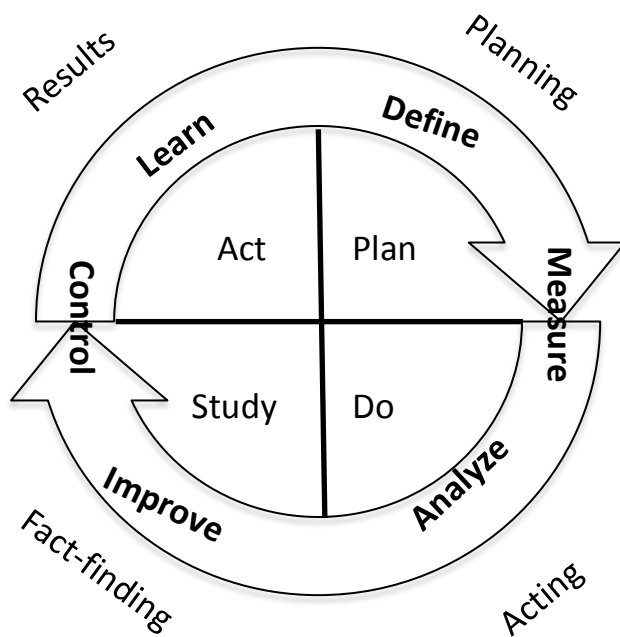 Results
Planning
Learn
Define
Act
Plan
Control
Measure
Study
Do
Improve
Analyze
Fact-finding
Acting